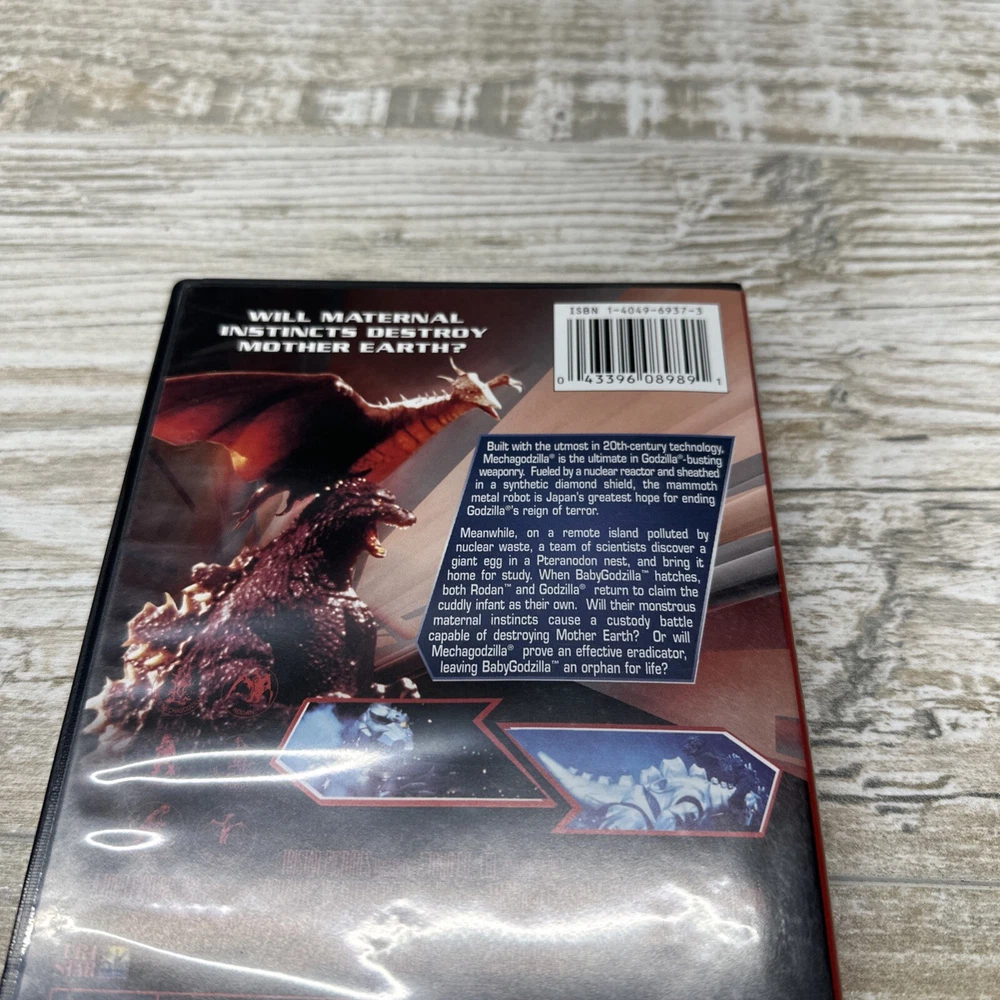 WILL MATERNAL
INSTINCTS DESTROY
MOTHER EARTH?
ISBN 1-4049-6937-3
0 43396 08989 1
Built with the utmost in 20th-century technology,
Mechagodzilla® is the ultimate in Godzilla®-busting
weaponry. Fueled by a nuclear reactor and sheathed
in a synthetic diamond shield, the mammoth
metal robot is Japan's greatest hope for ending
Godzilla®'s reign of terror.
Meanwhile, on a remote island polluted by
nuclear waste, a team of scientists discover a
giant egg in a Pteranodon nest, and bring it
home for study. When BabyGodzilla™ hatches,
both Rodan™ and Godzilla® return to claim the
cuddly infant as their own. Will their monstrous
maternal instincts cause a custody battle
capable of destroying Mother Earth? Or will
Mechagodzilla® prove an effective eradicator,
leaving BabyGodzilla™ an orphan for life?